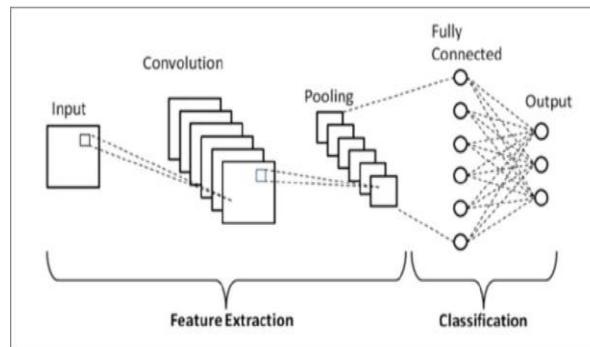 Fully
Connected
Convolution
Pooling
Input
Output
Feature Extraction
Classification